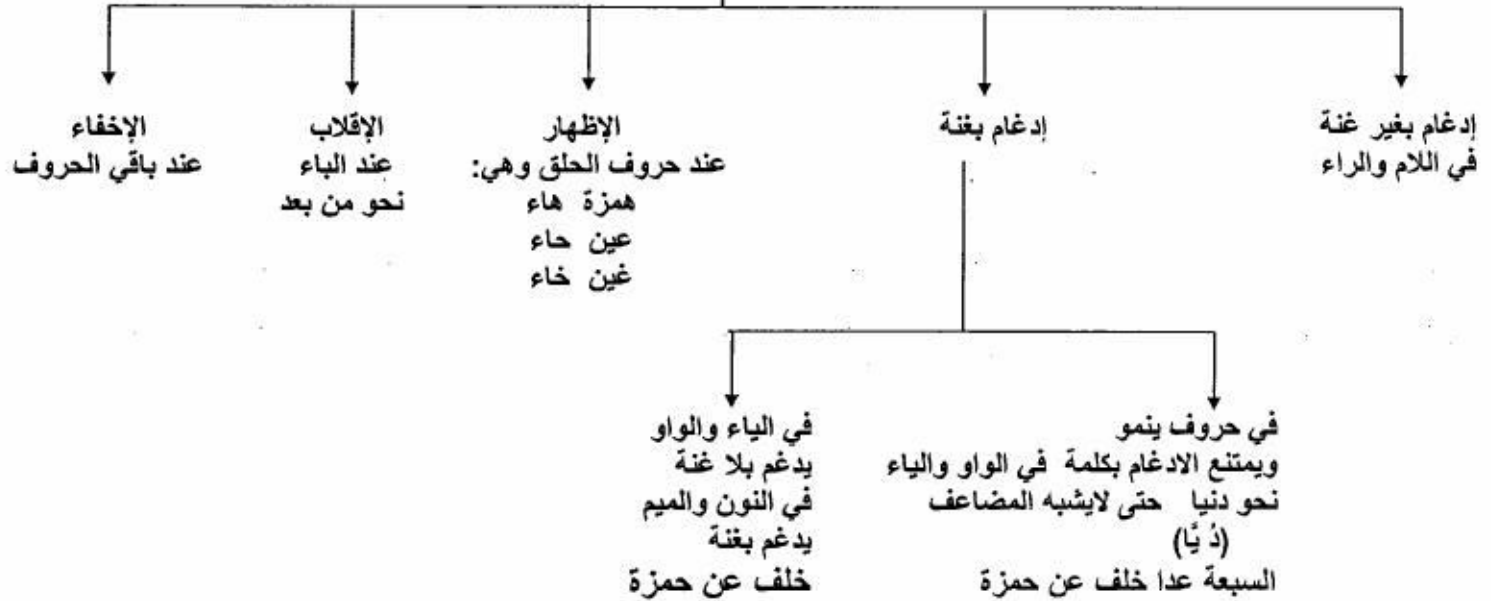 إدغام بغير غنة
في اللام والراء
إدغام بغنة
الإظهار
عند حروف الحلق وهي:
همزة هاء
عين حاء
غين خاء
الإقلاب
عند الباء
نحو من بعد
الإخفاء
عند باقي الحروف
في حروف ينمو
ويمتنع الادغام بكلمة في الواو والياء
نحو دنيا حتى لايشبه المضاعف
(دُ يَّا)
السبعة عدا خلف عن حمزة
في الياء والواو
يدغم بلا غنة
في النون والميم
يدغم بغنة
خلف عن حمزة